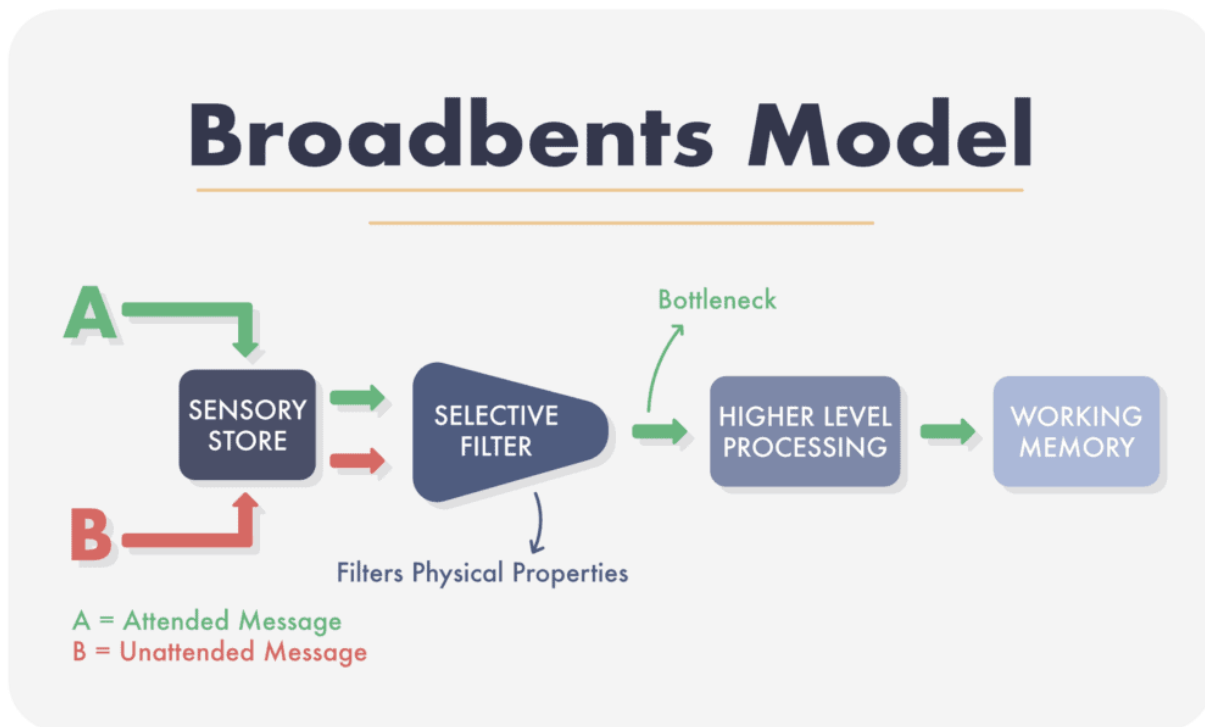 Broadbents Model
A
Bottleneck
SENSORY
STORE
SELECTIVE
FILTER
HIGHER LEVEL
PROCESSING
WORKING
MEMORY
B
Filters Physical Properties
A = Attended Message
B = Unattended Message